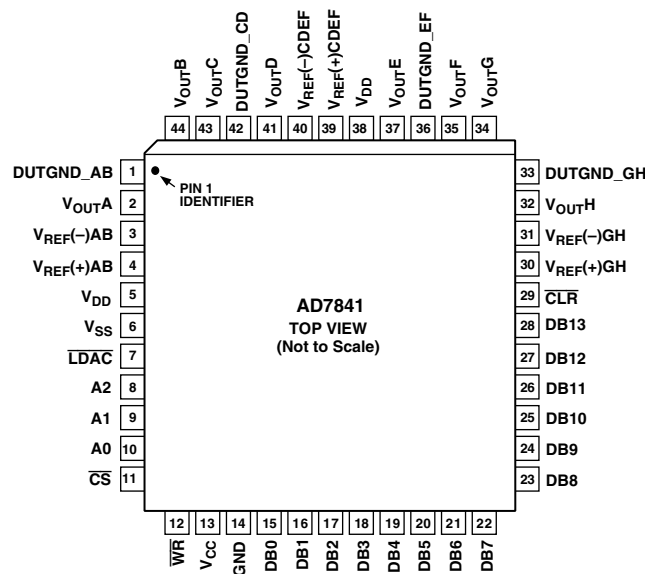 VOUTB
VOUTC
DUTGND_CD
VOUTD
VREF(–)CDEF
VREF(+)CDEF
VDD
VOUTE
DUTGND_EF
VOUTF
VOUTG
44 43 42 41 40 39 38 37 36 35 34
DUTGND_AB 1
VOUTA 2
VREF(–)AB 3
VREF(+)AB 4
VDD 5
VSS 6
LDAC 7
A2 8
A1 9
A0 10
CS 11
PIN 1
IDENTIFIER
AD7841
TOP VIEW
(Not to Scale)
33 DUTGND_GH
32 VOUTH
31 VREF(–)GH
30 VREF(+)GH
29 CLR
28 DB13
27 DB12
26 DB11
25 DB10
24 DB9
23 DB8
12 13 14 15 16 17 18 19 20 21 22
WR
VCC
GND
DB0
DB1
DB2
DB3
DB4
DB5
DB6
DB7